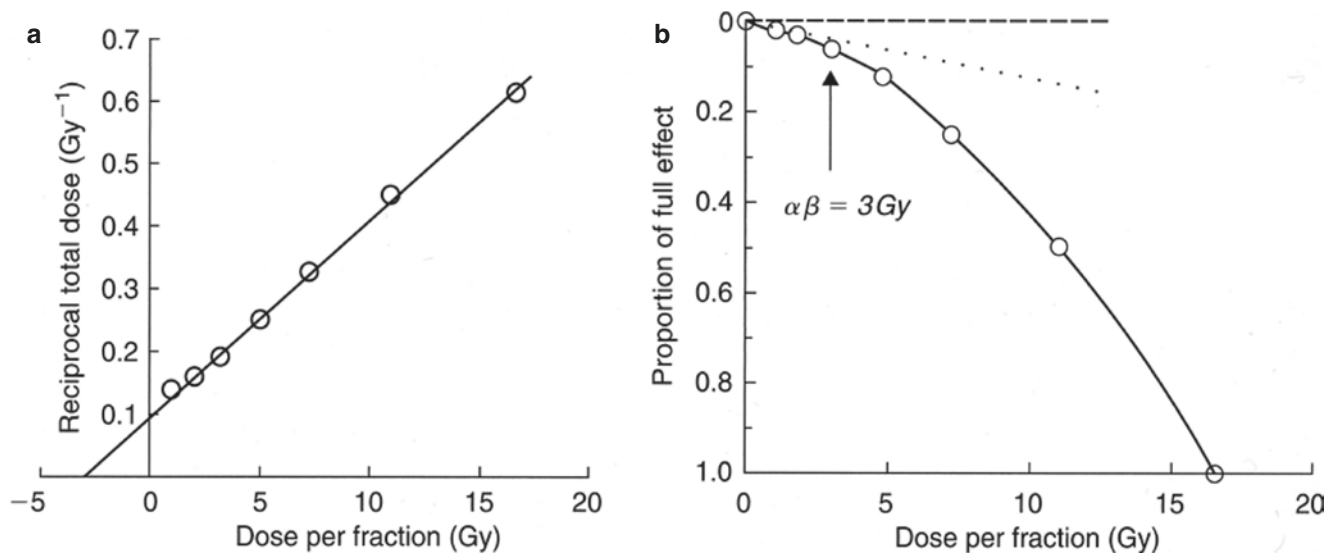 a
0.7
0.6
0.5
0.4
0.3
0.2
0.1
Reciprocal total dose (Gy⁻¹)
−5 0 5 10 15 20
Dose per fraction (Gy)
b
0
0.2
0.4
0.6
0.8
1.0
Proportion of full effect
αβ = 3Gy
0 5 10 15 20
Dose per fraction (Gy)